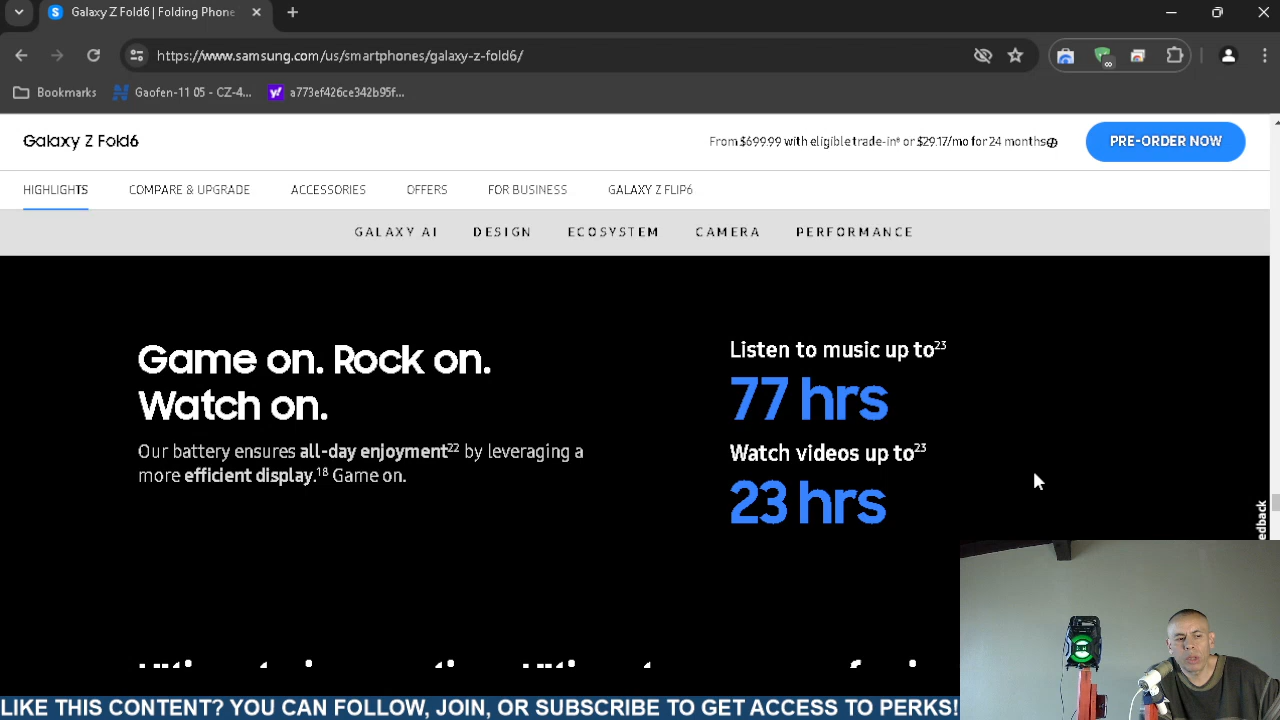 Galaxy Z Fold6 | Folding Phone
https://www.samsung.com/us/smartphones/galaxy-z-fold6/
Bookmarks Gaofen-11 05 - CZ-4... a773ef426ce342b95f...
Galaxy Z Fold6
From $699.99 with eligible trade-in or $29.17/mo for 24 months
PRE-ORDER NOW
HIGHLIGHTS COMPARE & UPGRADE ACCESSORIES OFFERS FOR BUSINESS GALAXY Z FLIP6
GALAXY AI DESIGN ECOSYSTEM CAMERA PERFORMANCE
Game on. Rock on.
Watch on.
Our battery ensures all-day enjoyment22 by leveraging a
more efficient display.18 Game on.
Listen to music up to23
77 hrs
Watch videos up to23
23 hrs
LIKE THIS CONTENT? YOU CAN FOLLOW, JOIN, OR SUBSCRIBE TO GET ACCESS TO PERKS!